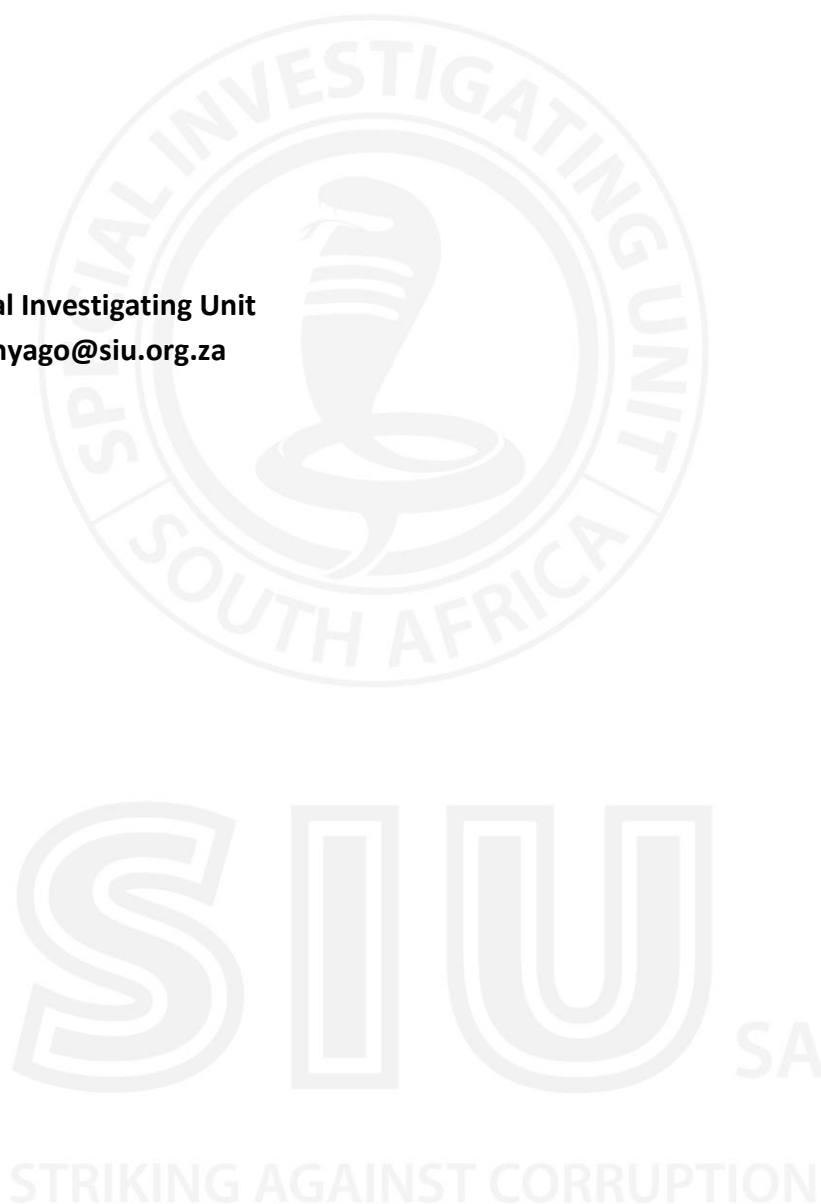 SPECIAL INVESTIGATING UNIT
al Investigating Unit
nyago@siu.org.za
SOUTH AFRICA
SIU
SA
STRIKING AGAINST CORRUPTION